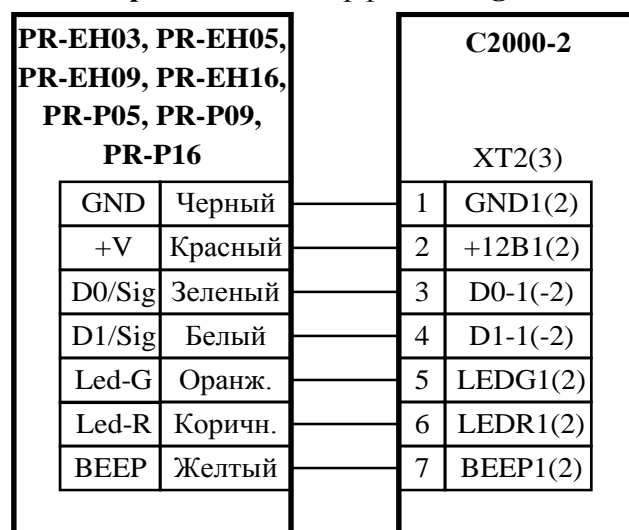 PR-EH03, PR-EH05,
PR-EH09, PR-EH16,
PR-P05, PR-P09,
PR-P16
C2000-2
XT2(3)
GND Черный 1 GND1(2)
+V Красный 2 +12В1(2)
D0/Sig Зеленый 3 D0-1(-2)
D1/Sig Белый 4 D1-1(-2)
Led-G Оранж. 5 LEDG1(2)
Led-R Коричн. 6 LEDR1(2)
BEEP Желтый 7 BEEP1(2)